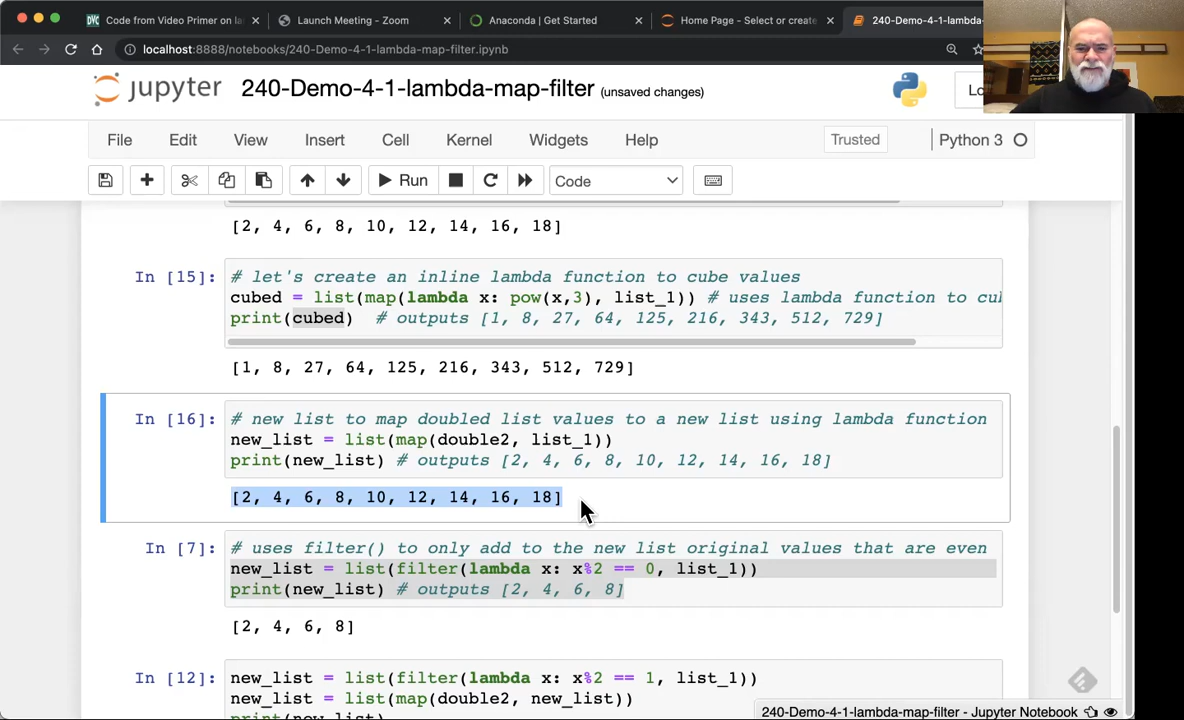 Code from Video Primer on la
Launch Meeting - Zoom
Anaconda | Get Started
Home Page - Select or create
240-Demo-4-1-lambda-
localhost:8888/notebooks/240-Demo-4-1-lambda-map-filter.ipynb
jupyter 240-Demo-4-1-lambda-map-filter (unsaved changes)
File Edit View Insert Cell Kernel Widgets Help Trusted Python 3
Run Code
[2, 4, 6, 8, 10, 12, 14, 16, 18]
In [15]: # let's create an inline lambda function to cube values
cubed = list(map(lambda x: pow(x,3), list_1)) # uses lambda function to cu
print(cubed) # outputs [1, 8, 27, 64, 125, 216, 343, 512, 729]
[1, 8, 27, 64, 125, 216, 343, 512, 729]
In [16]: # new list to map doubled list values to a new list using lambda function
new_list = list(map(double2, list_1))
print(new_list) # outputs [2, 4, 6, 8, 10, 12, 14, 16, 18]
[2, 4, 6, 8, 10, 12, 14, 16, 18]
In [7]: # uses filter() to only add to the new list original values that are even
new_list = list(filter(lambda x: x%2 == 0, list_1))
print(new_list) # outputs [2, 4, 6, 8]
[2, 4, 6, 8]
In [12]: new_list = list(filter(lambda x: x%2 == 1, list_1))
new_list = list(map(double2, new_list))
print(new_list)
240-Demo-4-1-lambda-map-filter - Jupyter Notebook